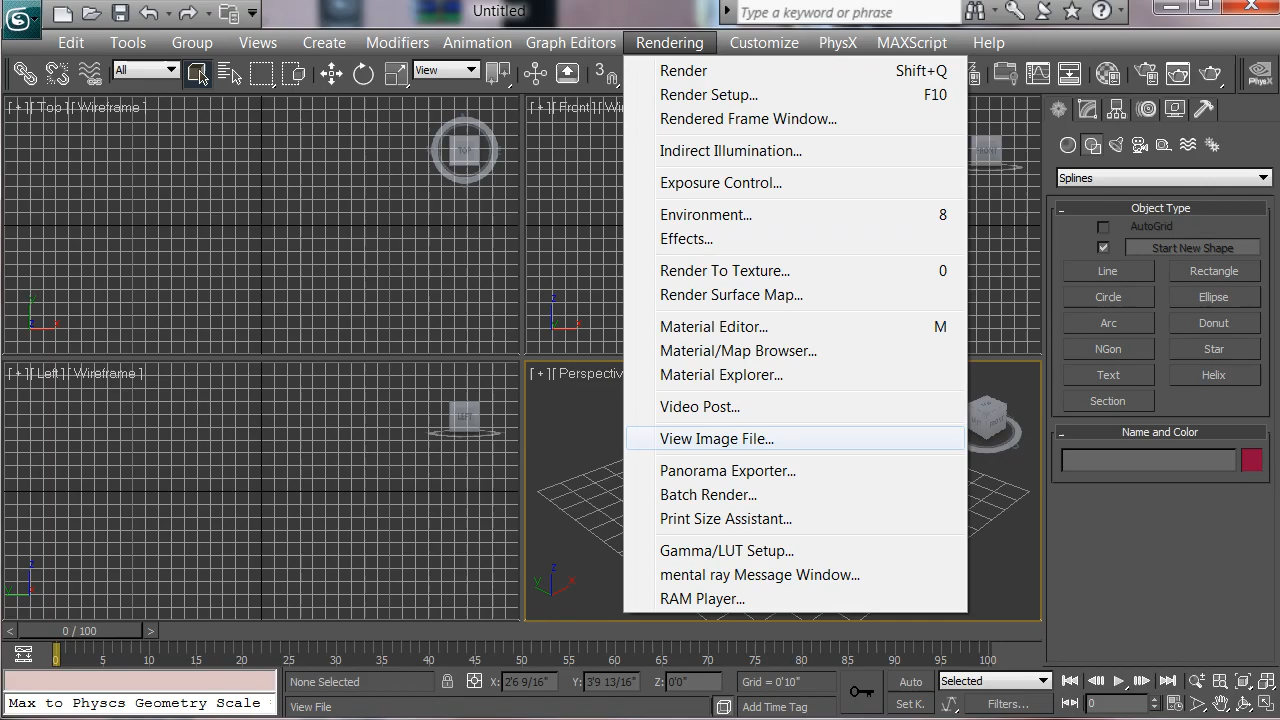 Untitled
Type a keyword or phrase
Edit Tools Group Views Create Modifiers Animation Graph Editors Rendering Customize PhysX MAXScript Help
All View
PhysX
[ + ] [ Top ] [ Wireframe ]
TOP
[ + ] [ Front ] [ Wir
FRONT
[ + ] [ Left ] [ Wireframe ]
LEFT
[ + ] [ Perspectiv
Render Shift+Q
Render Setup... F10
Rendered Frame Window...
Indirect Illumination...
Exposure Control...
Environment... 8
Effects...
Render To Texture... 0
Render Surface Map...
Material Editor... M
Material/Map Browser...
Material Explorer...
Video Post...
View Image File...
Panorama Exporter...
Batch Render...
Print Size Assistant...
Gamma/LUT Setup...
mental ray Message Window...
RAM Player...
Splines
Object Type
AutoGrid
Start New Shape
Line Rectangle
Circle Ellipse
Arc Donut
NGon Star
Text Helix
Section
Name and Color
z
y
x
< 0 / 100 >
0 5 10 15 20 25 30 35 40 45 50 55 60 65 70 75 80 85 90 95 100
None Selected X: 2'6 9/16" Y: 3'9 13/16" Z: 0'0" Grid = 0'10" Auto Selected
Max to Physcs Geometry Scale View File Add Time Tag Set K. Filters... 0